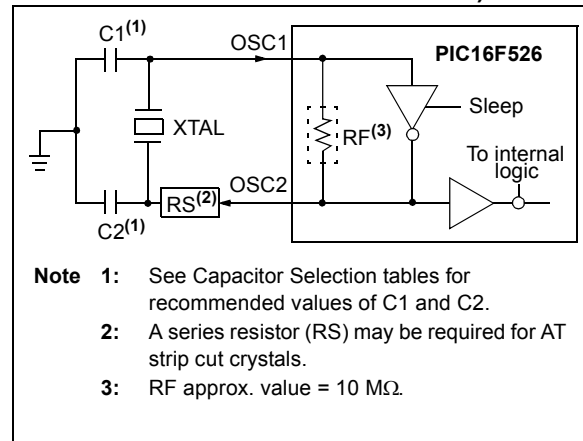 C1(1)
OSC1
PIC16F526
Sleep
XTAL
RF(3)
To internal
logic
OSC2
RS(2)
C2(1)
Note 1: See Capacitor Selection tables for
recommended values of C1 and C2.
2: A series resistor (RS) may be required for AT
strip cut crystals.
3: RF approx. value = 10 MΩ.